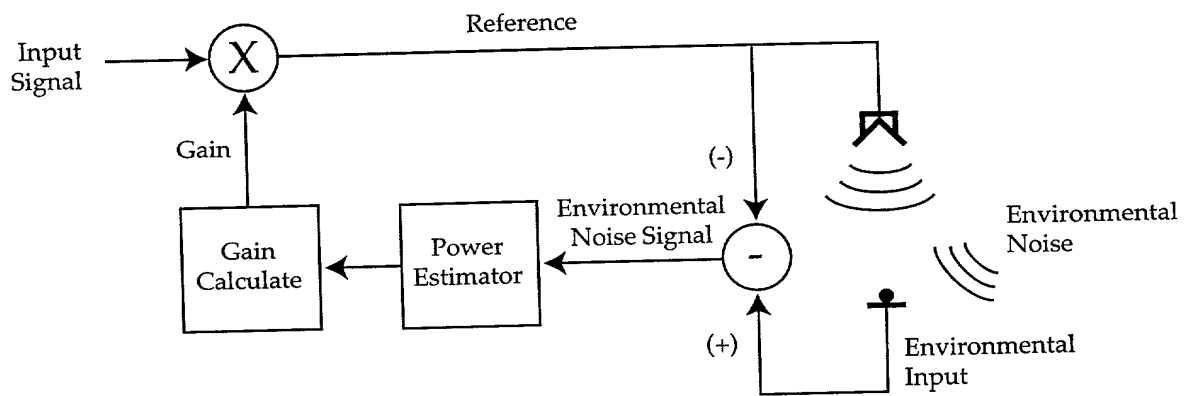 Reference
Input
Signal
X
Gain
(-)
Environmental
Noise Signal
Environmental
Noise
Gain
Calculate
Power
Estimator
-
(+)
Environmental
Input